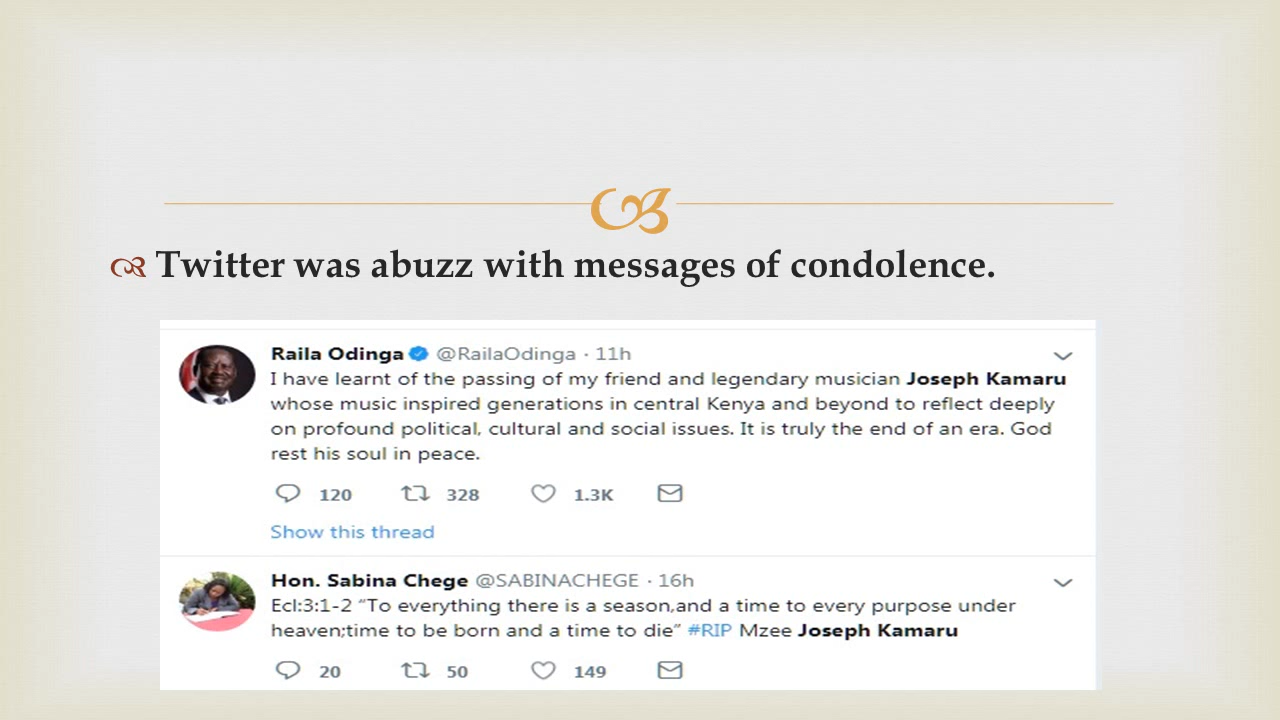 Twitter was abuzz with messages of condolence.
Raila Odinga @RailaOdinga · 11h
I have learnt of the passing of my friend and legendary musician Joseph Kamaru
whose music inspired generations in central Kenya and beyond to reflect deeply
on profound political, cultural and social issues. It is truly the end of an era. God
rest his soul in peace.
120 328 1.3K
Show this thread
Hon. Sabina Chege @SABINACHEGE · 16h
Ecl:3:1-2 “To everything there is a season,and a time to every purpose under
heaven;time to be born and a time to die” #RIP Mzee Joseph Kamaru
20 50 149